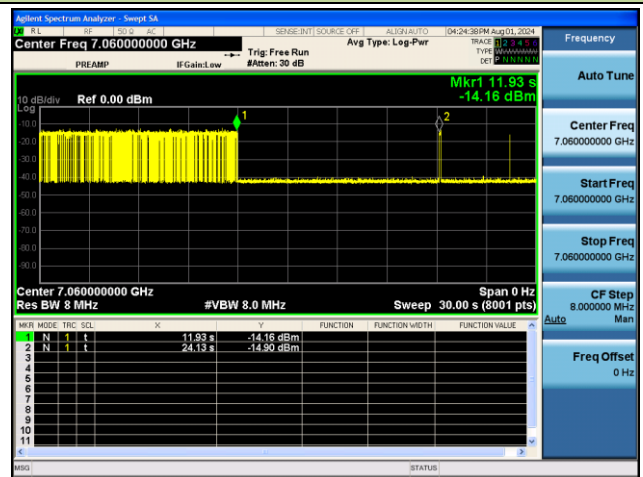 Agilent Spectrum Analyzer - Swept SA
RL RF 50 Ω AC SENSE:INT SOURCE OFF ALIGN AUTO 04:24:38 PM Aug 01, 2024
Center Freq 7.060000000 GHz Avg Type: Log-Pwr TRACE 1 2 3 4 5 6
Trig: Free Run TYPE
PREAMP IFGain:Low #Atten: 30 dB DET P N N N N N
Mkr1 11.93 s
-14.16 dBm
10 dB/div Ref 0.00 dBm
Log
1
2
-10.0
-20.0
-30.0
-40.0
-50.0
-60.0
-70.0
-80.0
-90.0
Center 7.060000000 GHz Span 0 Hz
Res BW 8 MHz #VBW 8.0 MHz Sweep 30.00 s (8001 pts)
MKR MODE TRC SCL X Y FUNCTION FUNCTION WIDTH FUNCTION VALUE
1 N 1 t 11.93 s -14.16 dBm
2 N 1 t 24.13 s -14.90 dBm
3
4
5
6
7
8
9
10
11
MSG STATUS
Frequency
Auto Tune
Center Freq
7.060000000 GHz
Start Freq
7.060000000 GHz
Stop Freq
7.060000000 GHz
CF Step
8.000000 MHz
Auto Man
Freq Offset
0 Hz